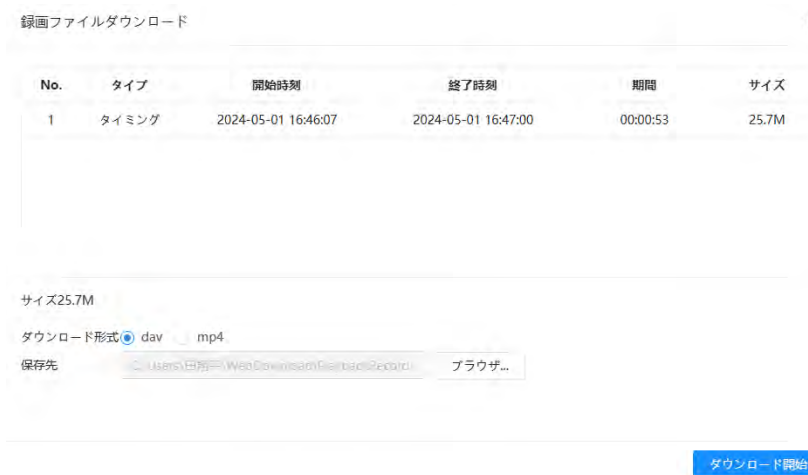 録画ファイルダウンロード
No. タイプ 開始時刻 終了時刻 期間 サイズ
1 タイミング 2024-05-01 16:46:07 2024-05-01 16:47:00 00:00:53 25.7M
サイズ25.7M
ダウンロード形式 dav mp4
保存先 ブラウザ...
ダウンロード開始